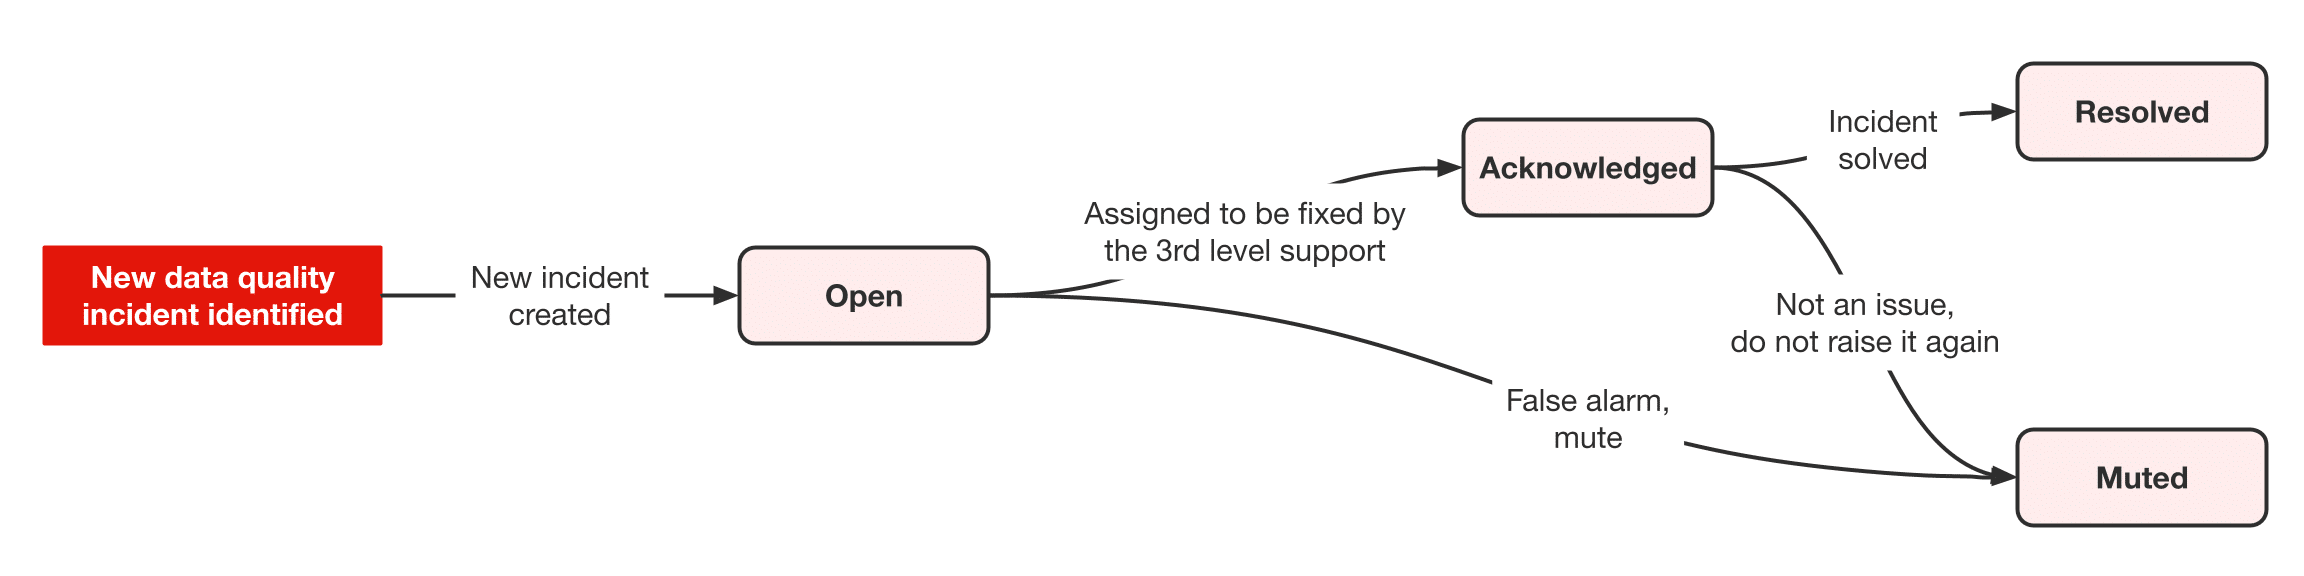 New data quality
incident identified
New incident
created
Open
Assigned to be fixed by
the 3rd level support
Acknowledged
Incident
solved
Resolved
Not an issue,
do not raise it again
False alarm,
mute
Muted